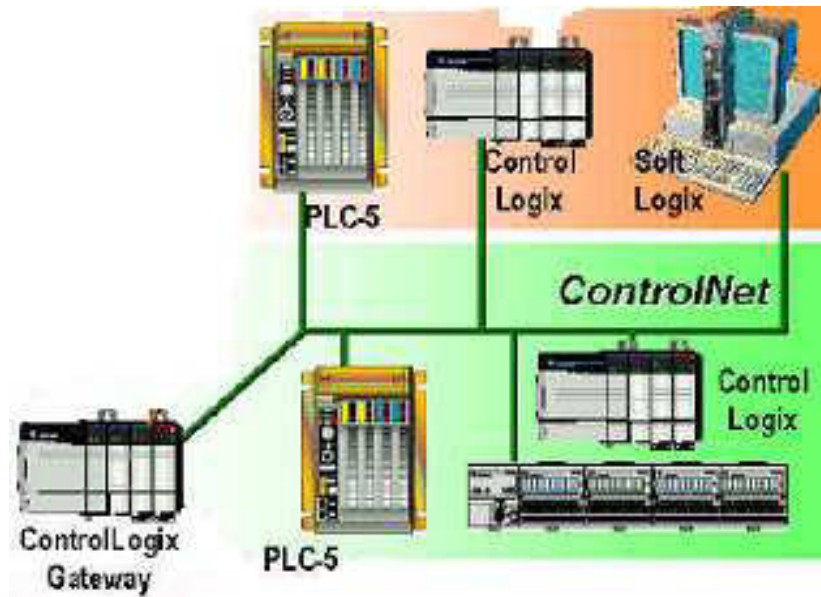 Control
Logix
Soft
Logix
PLC-5
ControlNet
Control
Logix
PLC-5
ControlLogix
Gateway